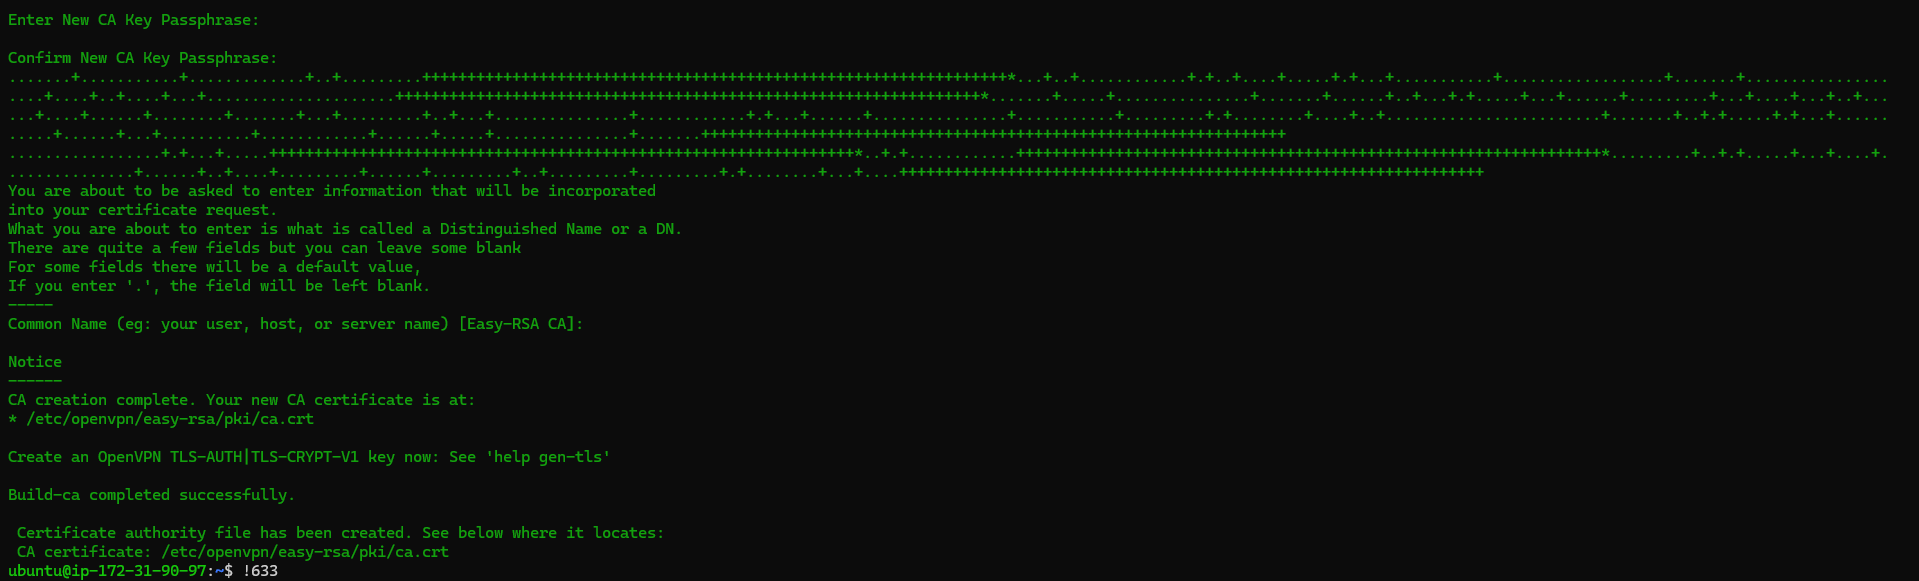 Enter New CA Key Passphrase:
Confirm New CA Key Passphrase:
You are about to be asked to enter information that will be incorporated
into your certificate request.
What you are about to enter is what is called a Distinguished Name or a DN.
There are quite a few fields but you can leave some blank
For some fields there will be a default value,
If you enter '.', the field will be left blank.
-----
Common Name (eg: your user, host, or server name) [Easy-RSA CA]:
Notice
------
CA creation complete. Your new CA certificate is at:
* /etc/openvpn/easy-rsa/pki/ca.crt
Create an OpenVPN TLS-AUTH|TLS-CRYPT-V1 key now: See 'help gen-tls'
Build-ca completed successfully.
Certificate authority file has been created. See below where it locates:
CA certificate: /etc/openvpn/easy-rsa/pki/ca.crt
ubuntu@ip-172-31-90-97:~$ !633